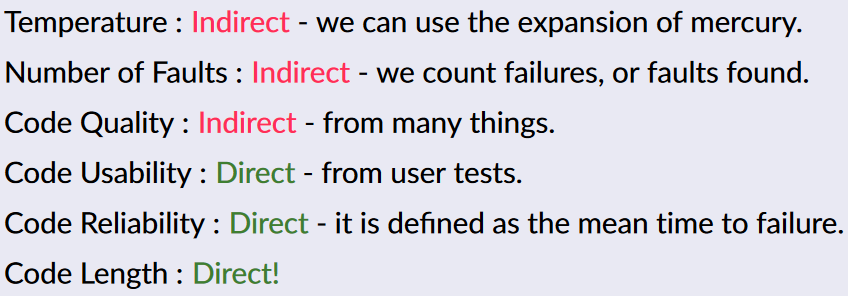 Temperature : Indirect - we can use the expansion of mercury.
Number of Faults : Indirect - we count failures, or faults found.
Code Quality : Indirect - from many things.
Code Usability : Direct - from user tests.
Code Reliability : Direct - it is defined as the mean time to failure.
Code Length : Direct!